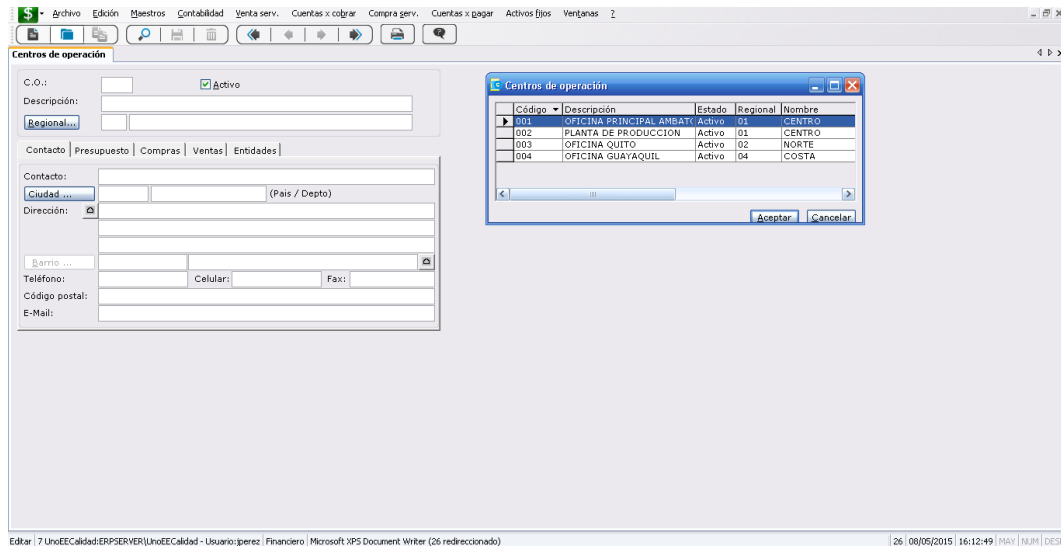 $ Archivo Edición Maestros Contabilidad Venta serv. Cuentas x cobrar Compra serv. Cuentas x pagar Activos fijos Ventanas ?
Centros de operación
C.O.: Activo
Descripción:
Regional...
Contacto Presupuesto Compras Ventas Entidades
Contacto:
Ciudad ... (Pais / Depto)
Dirección:
Barrio ...
Teléfono: Celular: Fax:
Código postal:
E-Mail:
Centros de operación
Código Descripción Estado Regional Nombre
001 OFICINA PRINCIPAL AMBAT Activo 01 CENTRO
002 PLANTA DE PRODUCCION Activo 01 CENTRO
003 OFICINA QUITO Activo 02 NORTE
004 OFICINA GUAYAQUIL Activo 04 COSTA
Aceptar Cancelar
Editar 7 UnoEECalidad:ERPSERVER\UnoEECalidad - Usuario:jperez Financiero Microsoft XPS Document Writer (26 redireccionado) 26 08/05/2015 16:12:49 MAY NUM DES